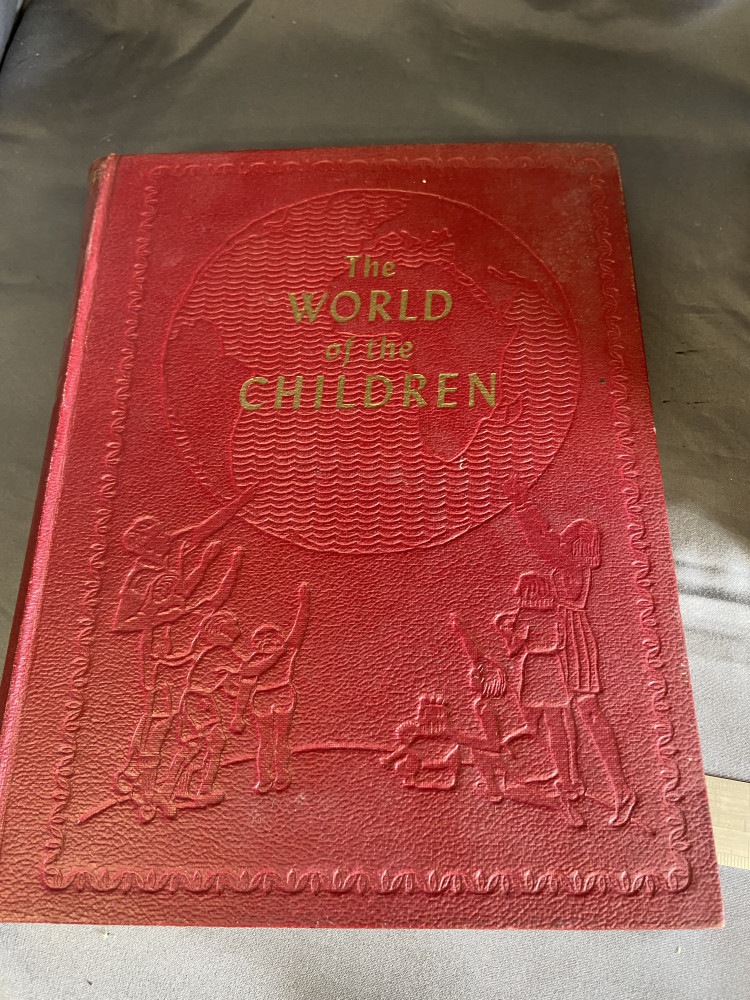 The
WORLD
of the
CHILDREN